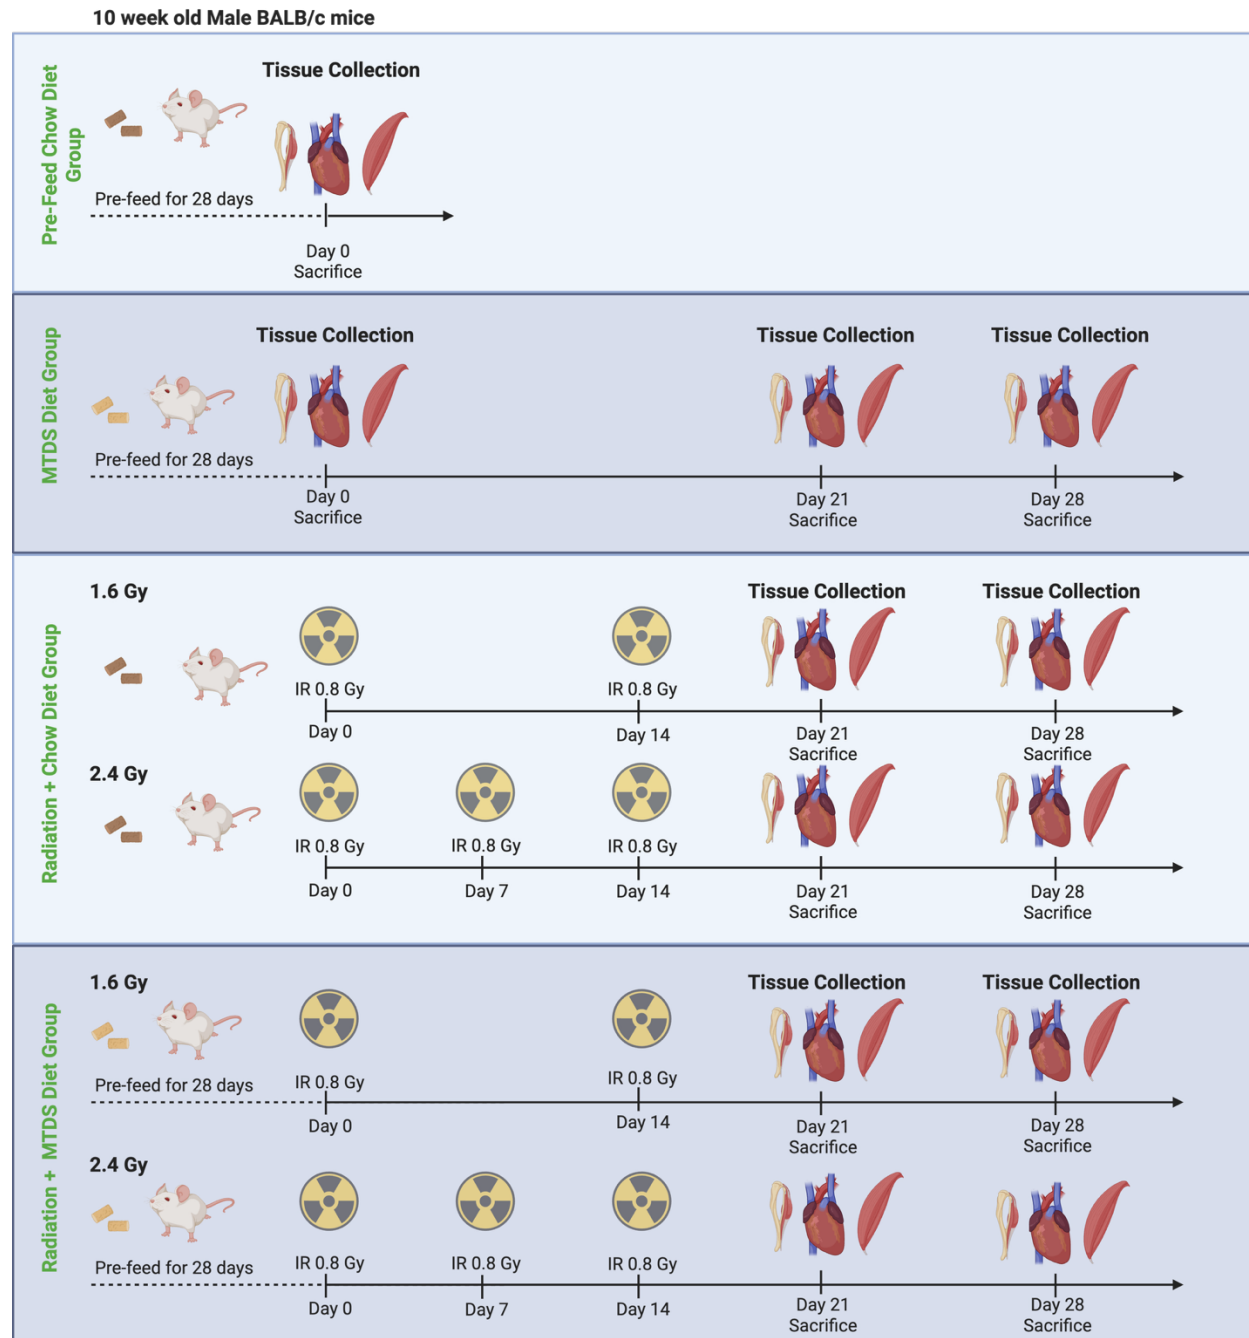 10 week old Male BALB/c mice
Pre-Feed Chow Diet
Group
Tissue Collection
Pre-feed for 28 days
Day 0
Sacrifice
MTDS Diet Group
Tissue Collection
Tissue Collection
Tissue Collection
Pre-feed for 28 days
Day 0
Sacrifice
Day 21
Sacrifice
Day 28
Sacrifice
Radiation + Chow Diet Group
1.6 Gy
Tissue Collection
Tissue Collection
IR 0.8 Gy
IR 0.8 Gy
Day 0
Day 14
Day 21
Sacrifice
Day 28
Sacrifice
2.4 Gy
IR 0.8 Gy
IR 0.8 Gy
IR 0.8 Gy
Day 0
Day 7
Day 14
Day 21
Sacrifice
Day 28
Sacrifice
Radiation + MTDS Diet Group
1.6 Gy
Tissue Collection
Tissue Collection
Pre-feed for 28 days
IR 0.8 Gy
IR 0.8 Gy
Day 0
Day 14
Day 21
Sacrifice
Day 28
Sacrifice
2.4 Gy
Pre-feed for 28 days
IR 0.8 Gy
IR 0.8 Gy
IR 0.8 Gy
Day 0
Day 7
Day 14
Day 21
Sacrifice
Day 28
Sacrifice